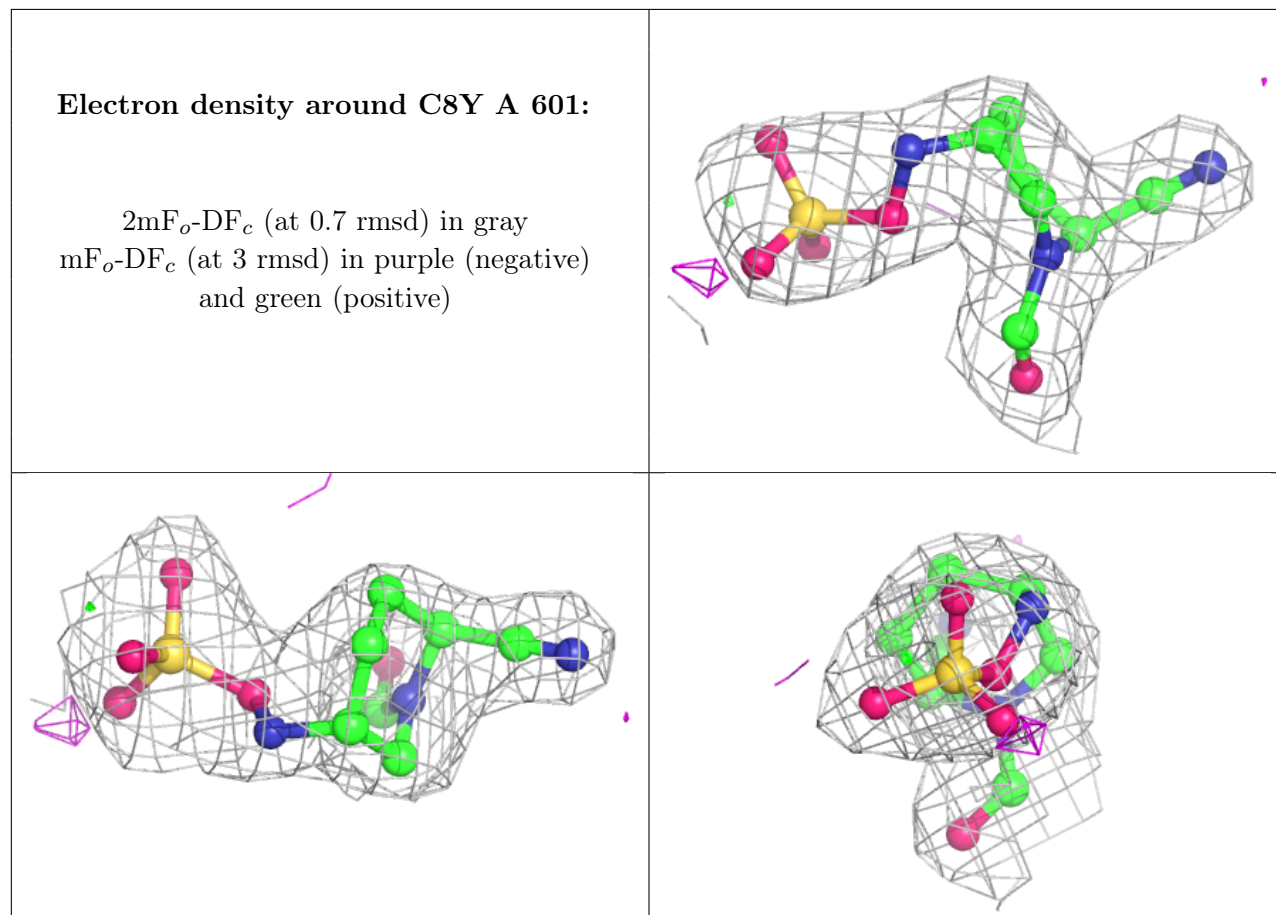 Electron density around C8Y A 601:
2mFo-DFc (at 0.7 rmsd) in gray
mFo-DFc (at 3 rmsd) in purple (negative)
and green (positive)